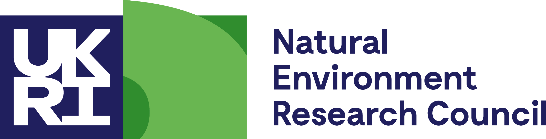 UK
RI
Natural
Environment
Research Council